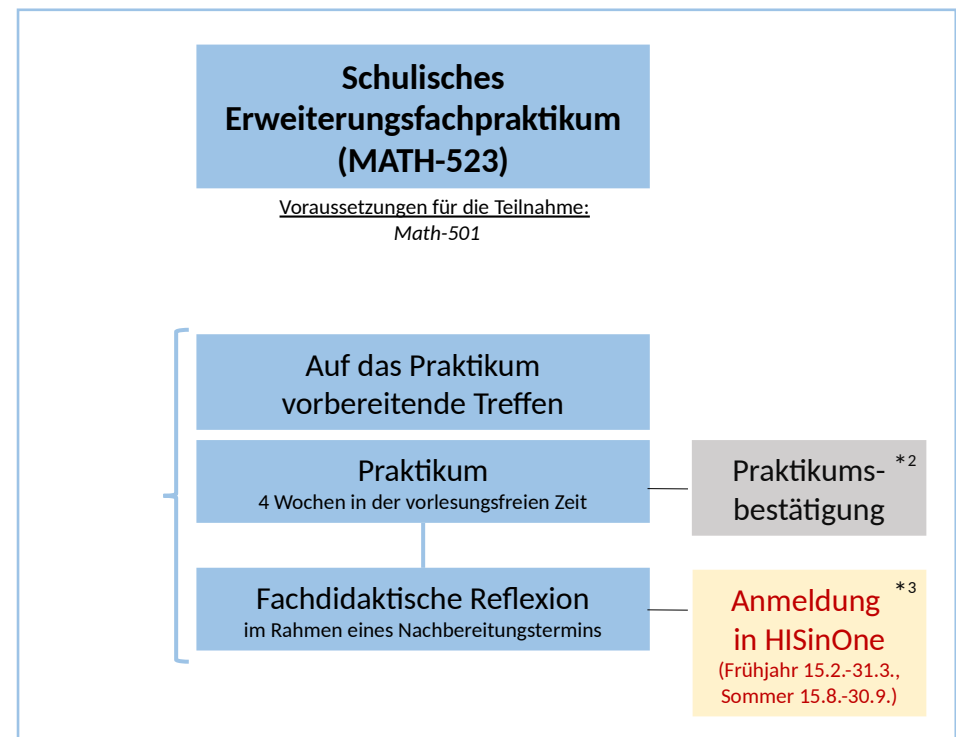 Schulisches
Erweiterungsfachpraktikum
(MATH-523)
Voraussetzungen für die Teilnahme:
Math-501
Auf das Praktikum
vorbereitende Treffen
Praktikum
4 Wochen in der vorlesungsfreien Zeit
Praktikums- *2
bestätigung
Fachdidaktische Reflexion
im Rahmen eines Nachbereitungstermins
Anmeldung *3
in HISinOne
(Frühjahr 15.2.-31.3.,
Sommer 15.8.-30.9.)